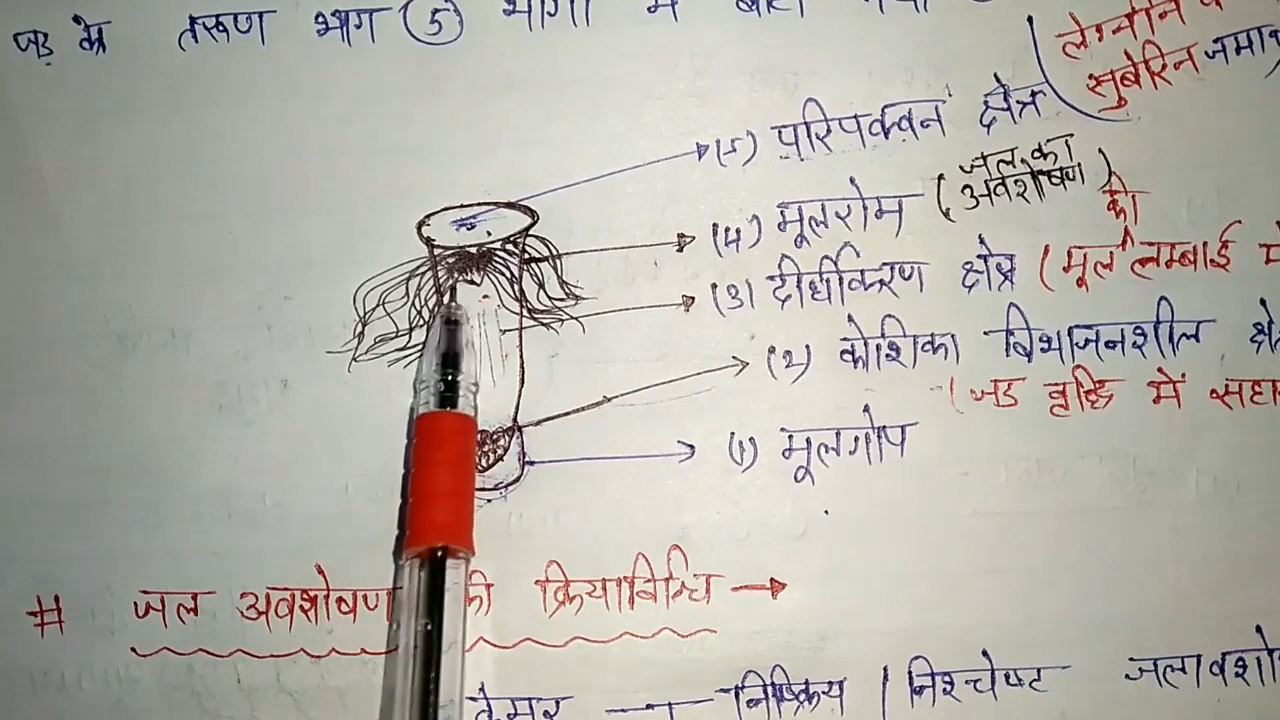 जड़ के तरूण भाग (5) भागों में बांटा गया
लिग्नीन
सुबेरिन जमाव
(5) परिपक्वन क्षेत्र
(4) मूलरोम (जल का अवशोषण)
(3) दीर्घीकरण क्षेत्र (मूल की लम्बाई में
(2) कोशिका विभाजनशील क्षे
(जड वृद्धि में सहा
(1) मूलगोप
# जल अवशोषण की क्रियाविधि →
निष्क्रिय / निश्चेष्ट जलावशो